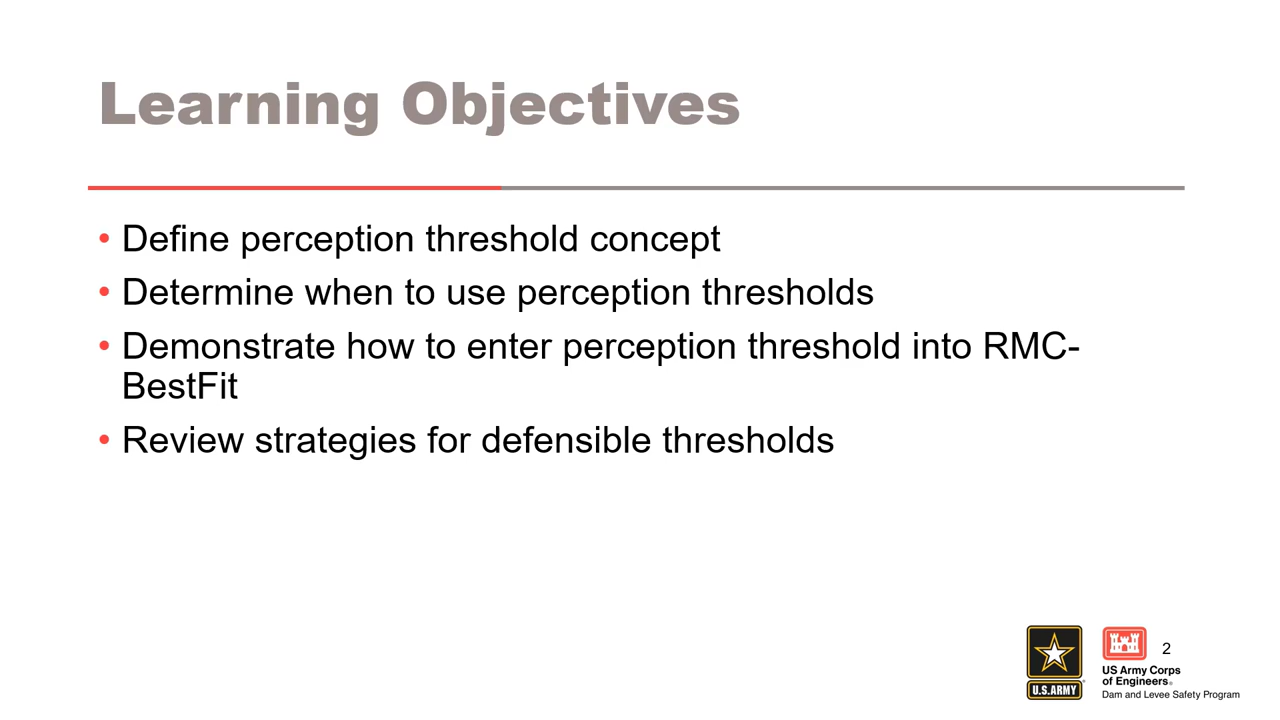 Learning Objectives
• Define perception threshold concept
• Determine when to use perception thresholds
• Demonstrate how to enter perception threshold into RMC-
BestFit
• Review strategies for defensible thresholds
2
U.S.ARMY
US Army Corps
of Engineers®
Dam and Levee Safety Program